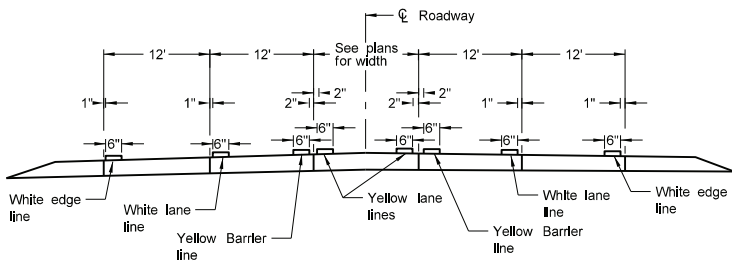 ℄ Roadway
12'
12'
See plans
for width
12'
12'
1"
1"
2"
2"
2"
2"
1"
1"
6"
6"
6"
6"
6"
6"
6"
6"
White edge
line
White lane
line
Yellow Barrier
line
Yellow lane
lines
Yellow Barrier
line
White lane
line
White edge
line